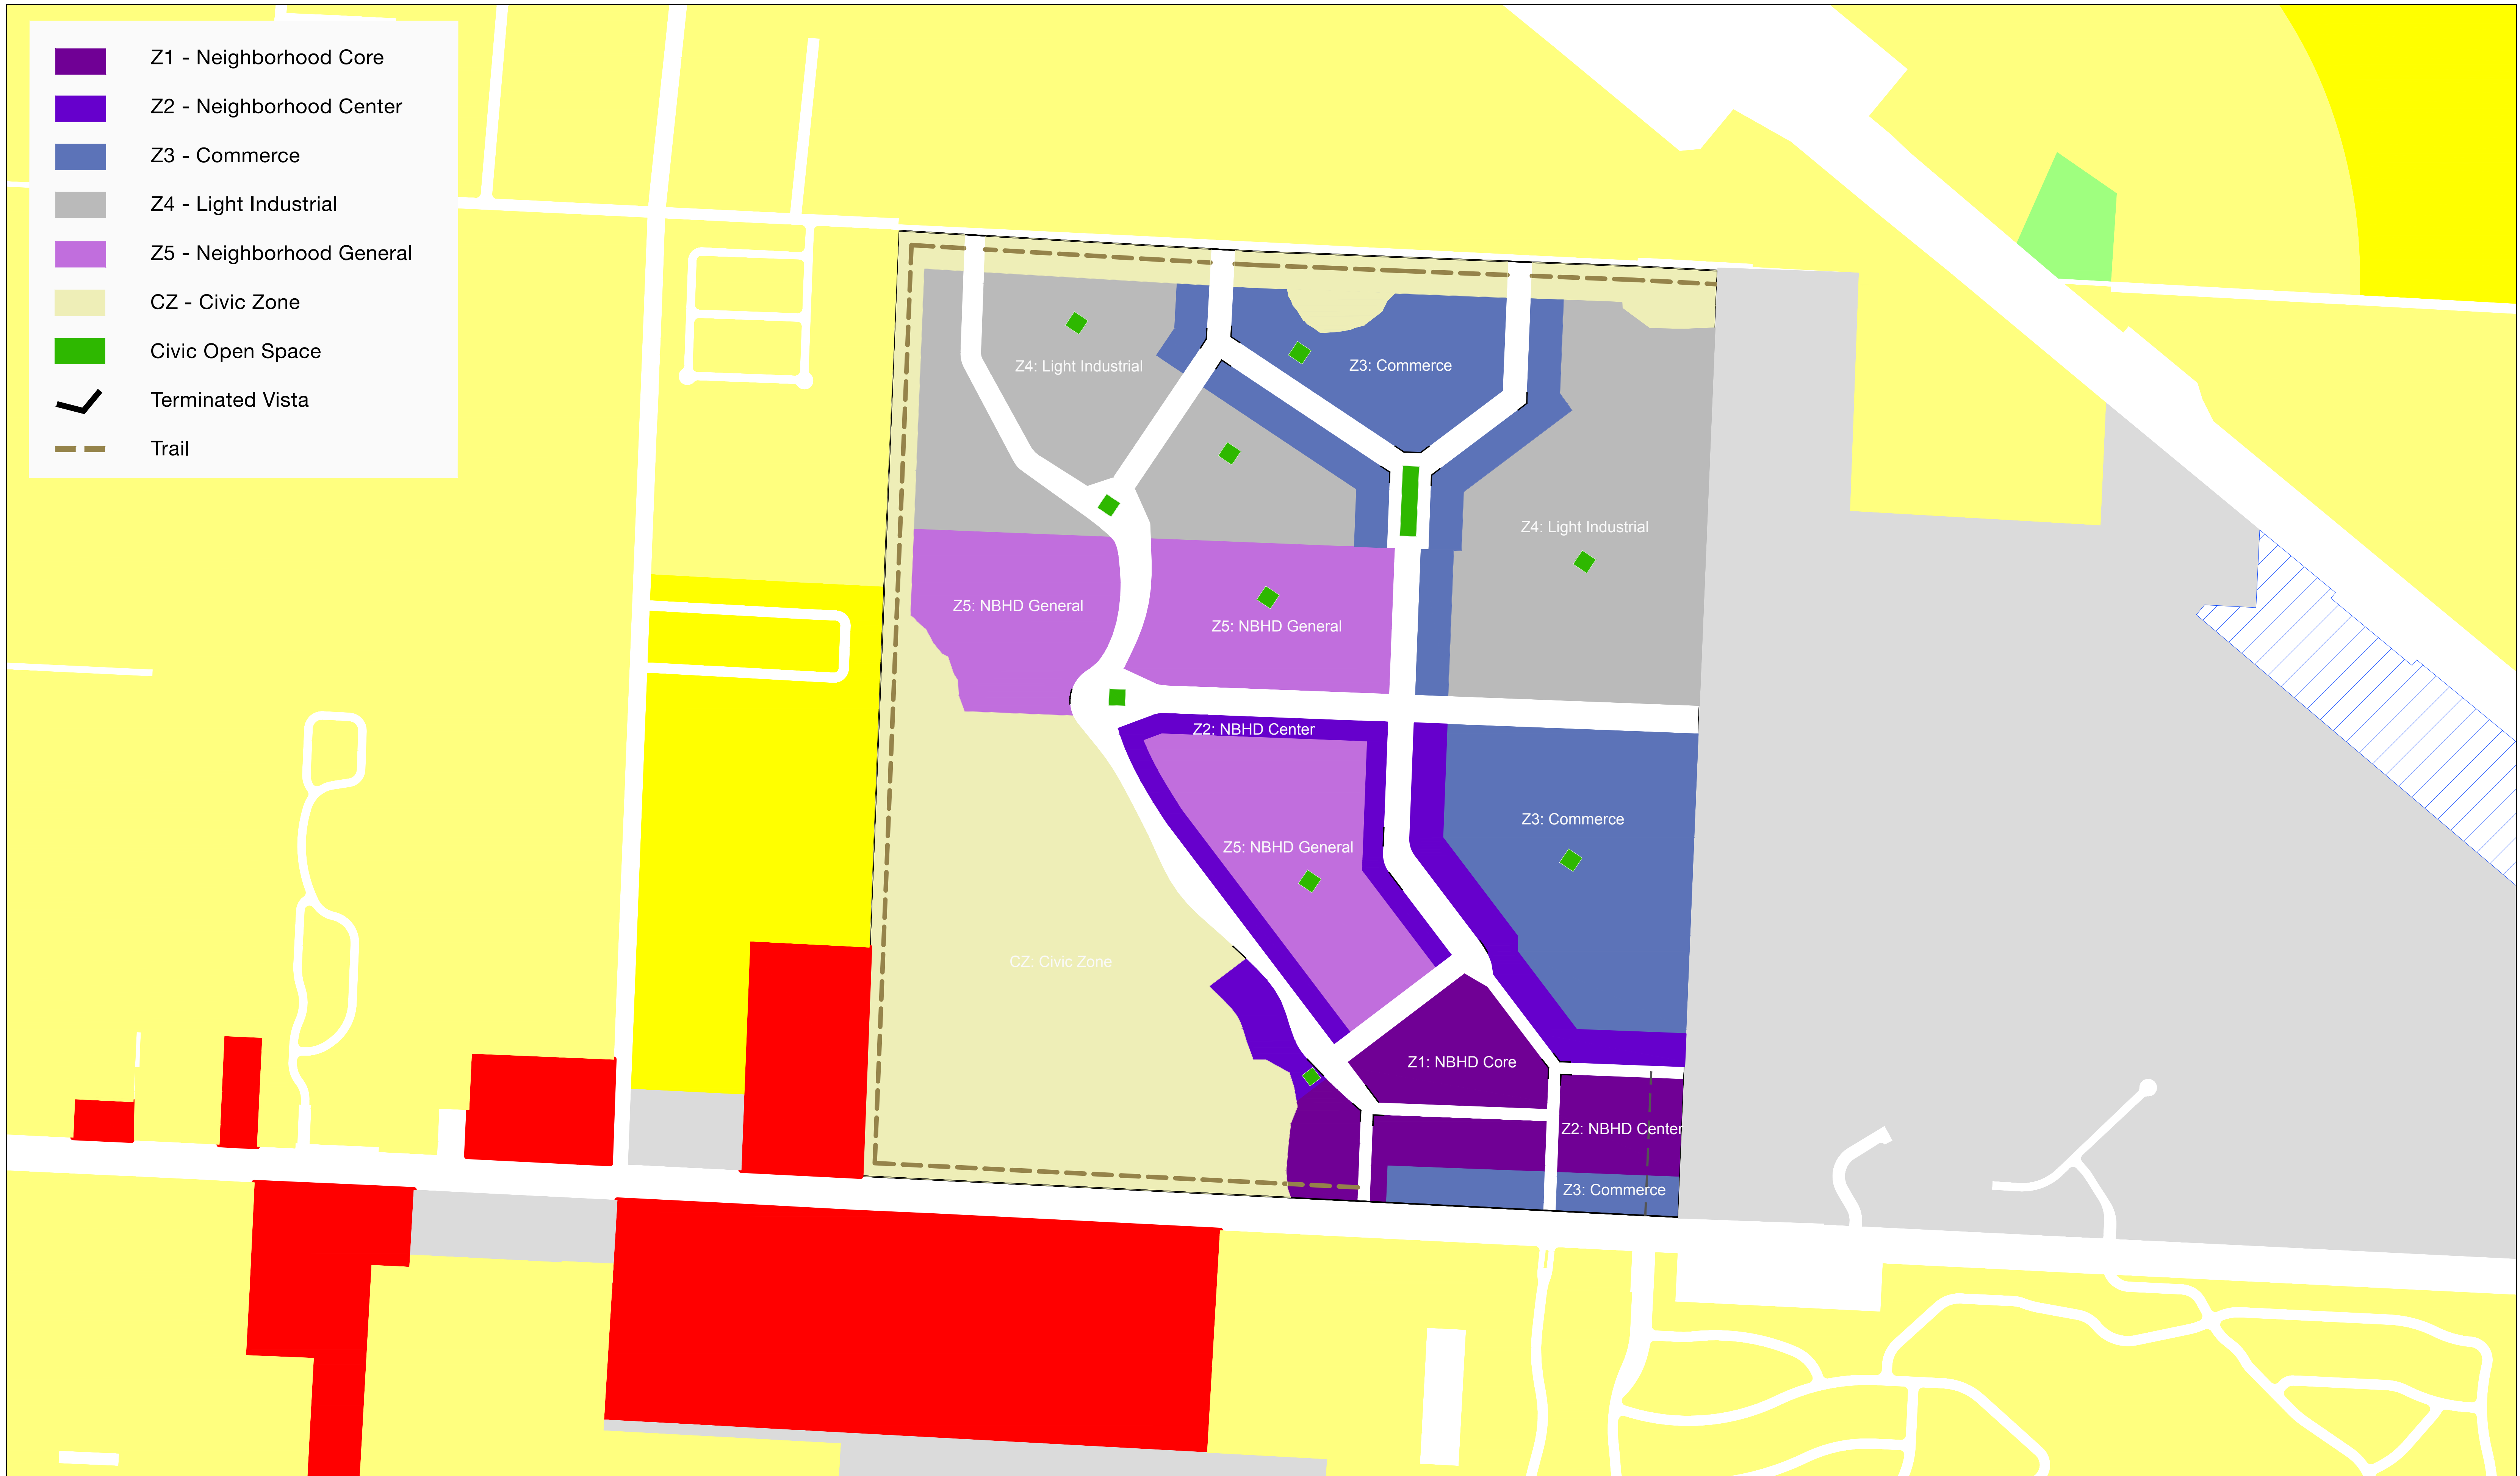 Z1 - Neighborhood Core
Z2 - Neighborhood Center
Z3 - Commerce
Z4 - Light Industrial
Z5 - Neighborhood General
CZ - Civic Zone
Civic Open Space
Terminated Vista
Trail
Z4: Light Industrial
Z3: Commerce
Z4: Light Industrial
Z5: NBHD General
Z5: NBHD General
Z2: NBHD Center
Z3: Commerce
Z5: NBHD General
CZ: Civic Zone
Z1: NBHD Core
Z2: NBHD Center
Z3: Commerce